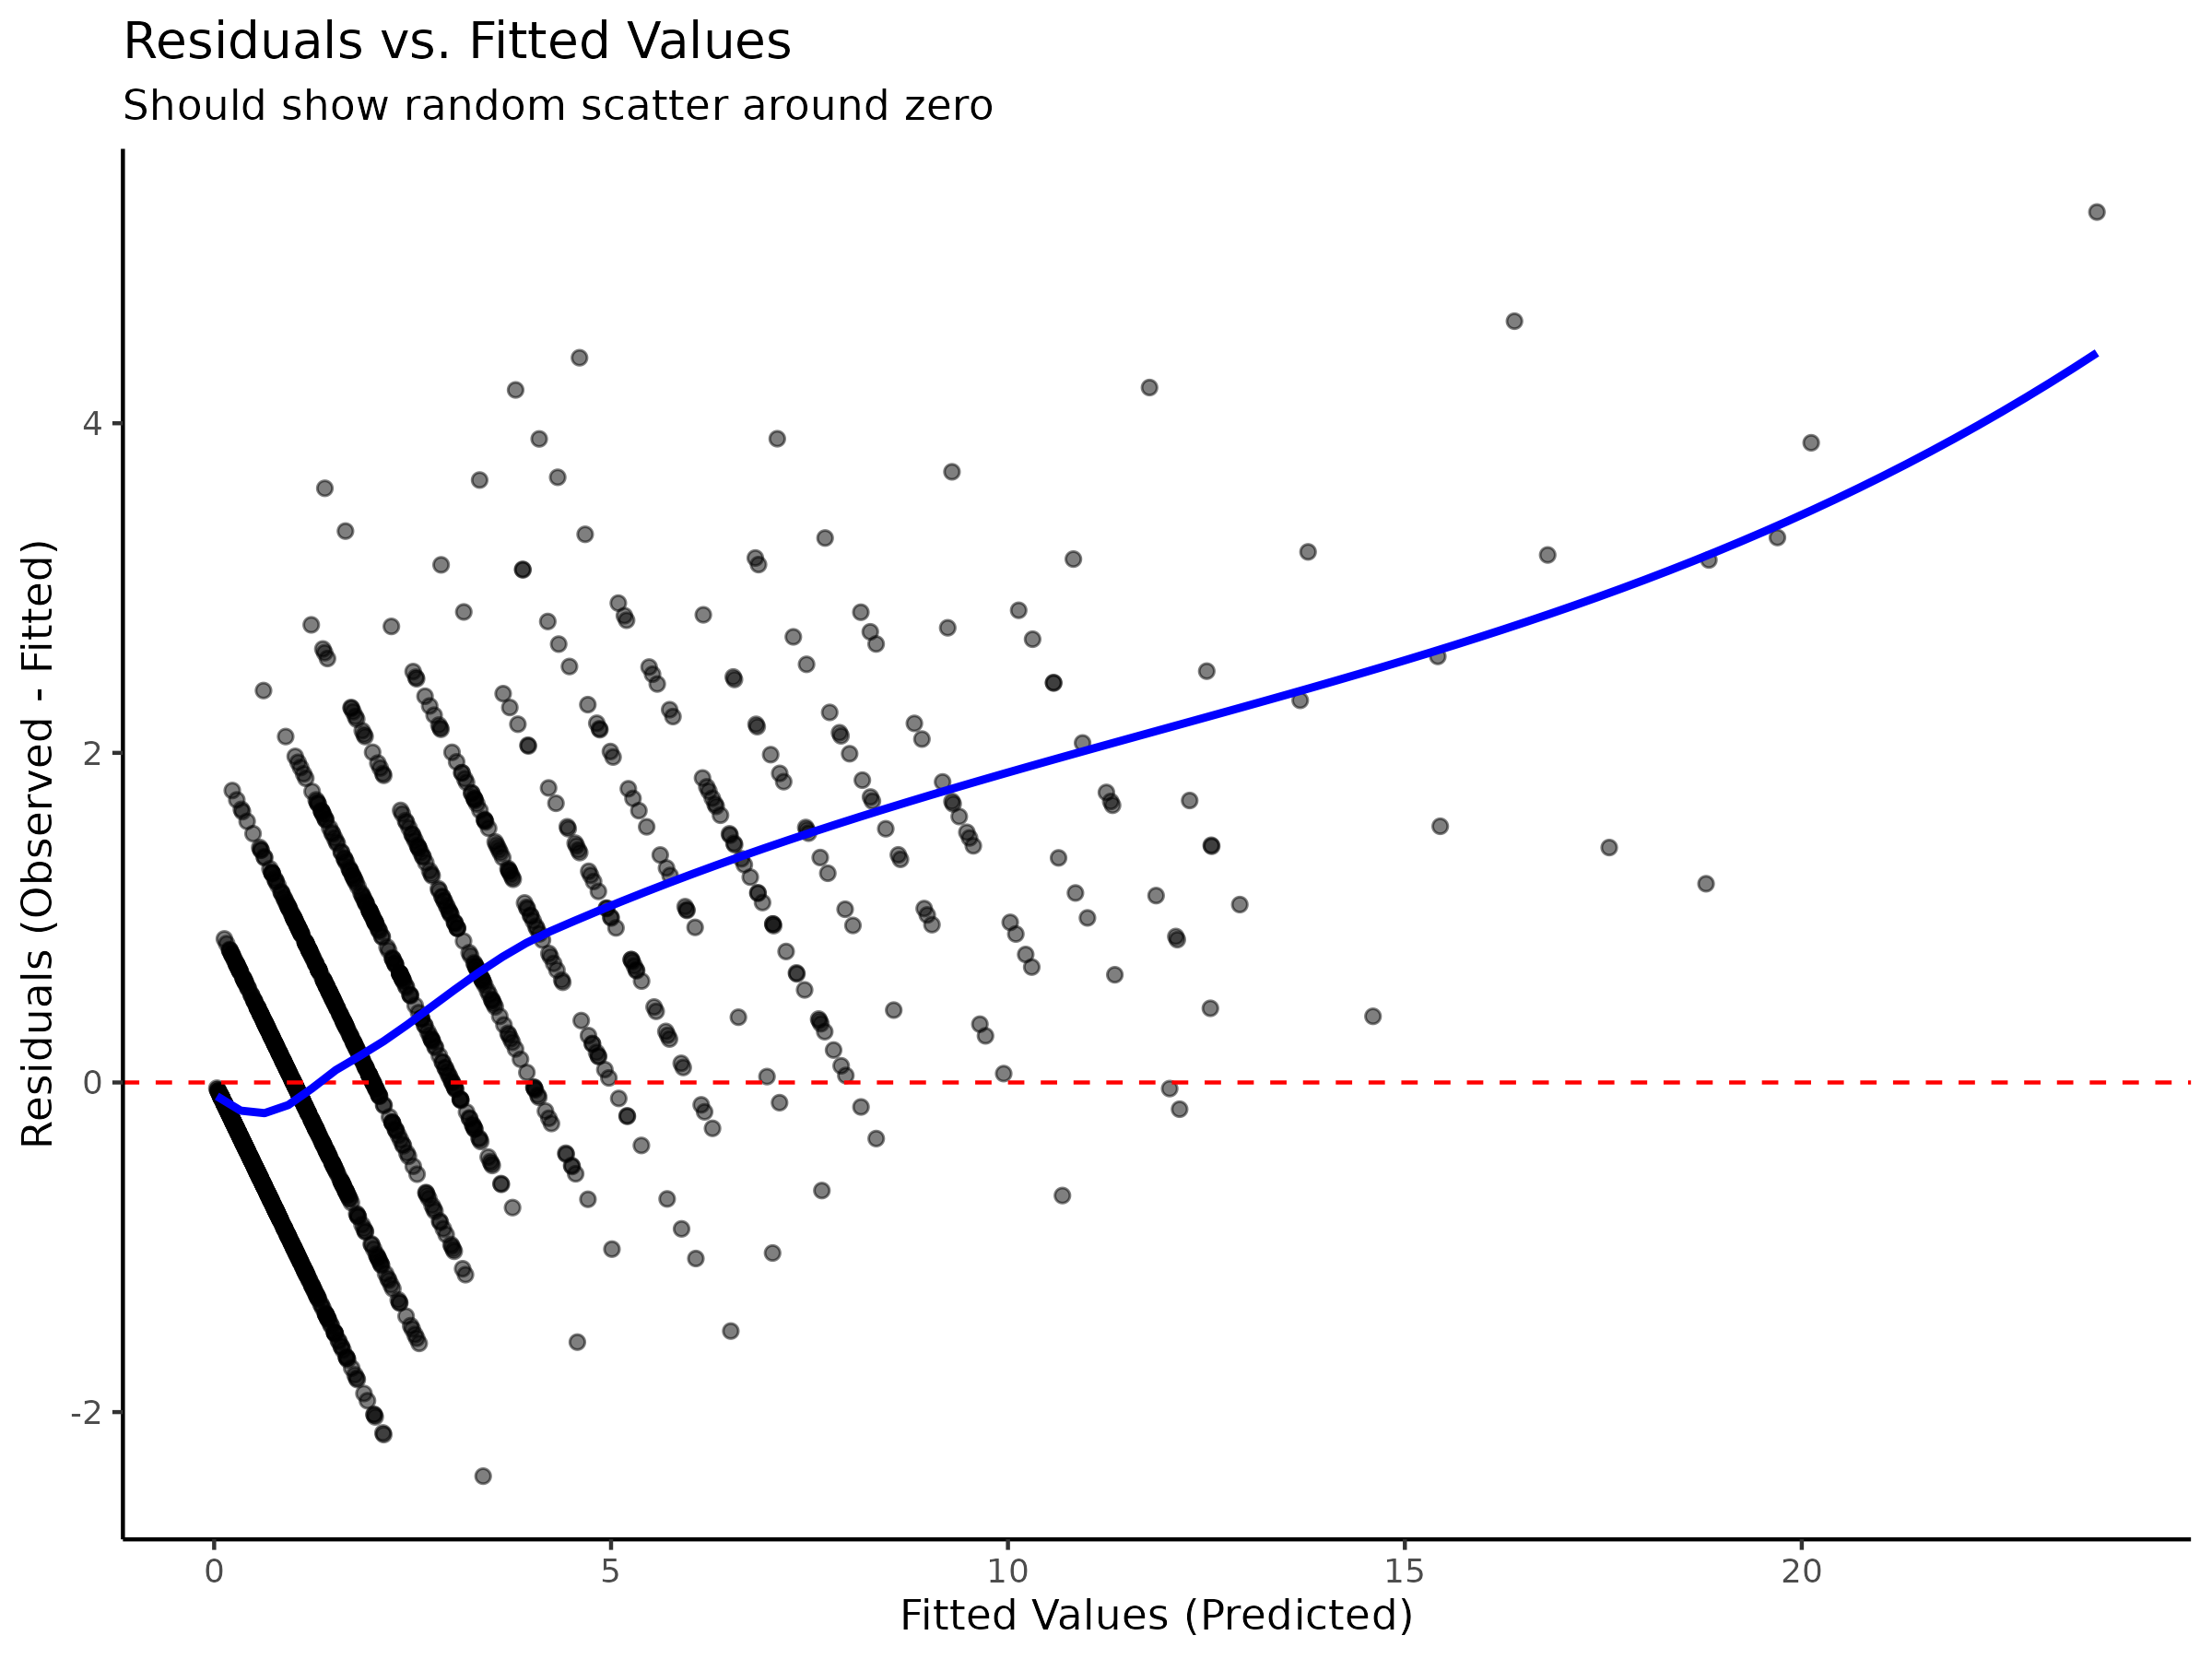 Residuals vs. Fitted Values
Should show random scatter around zero
Residuals (Observed - Fitted)
4
2
0
-2
0 5 10 15 20
Fitted Values (Predicted)